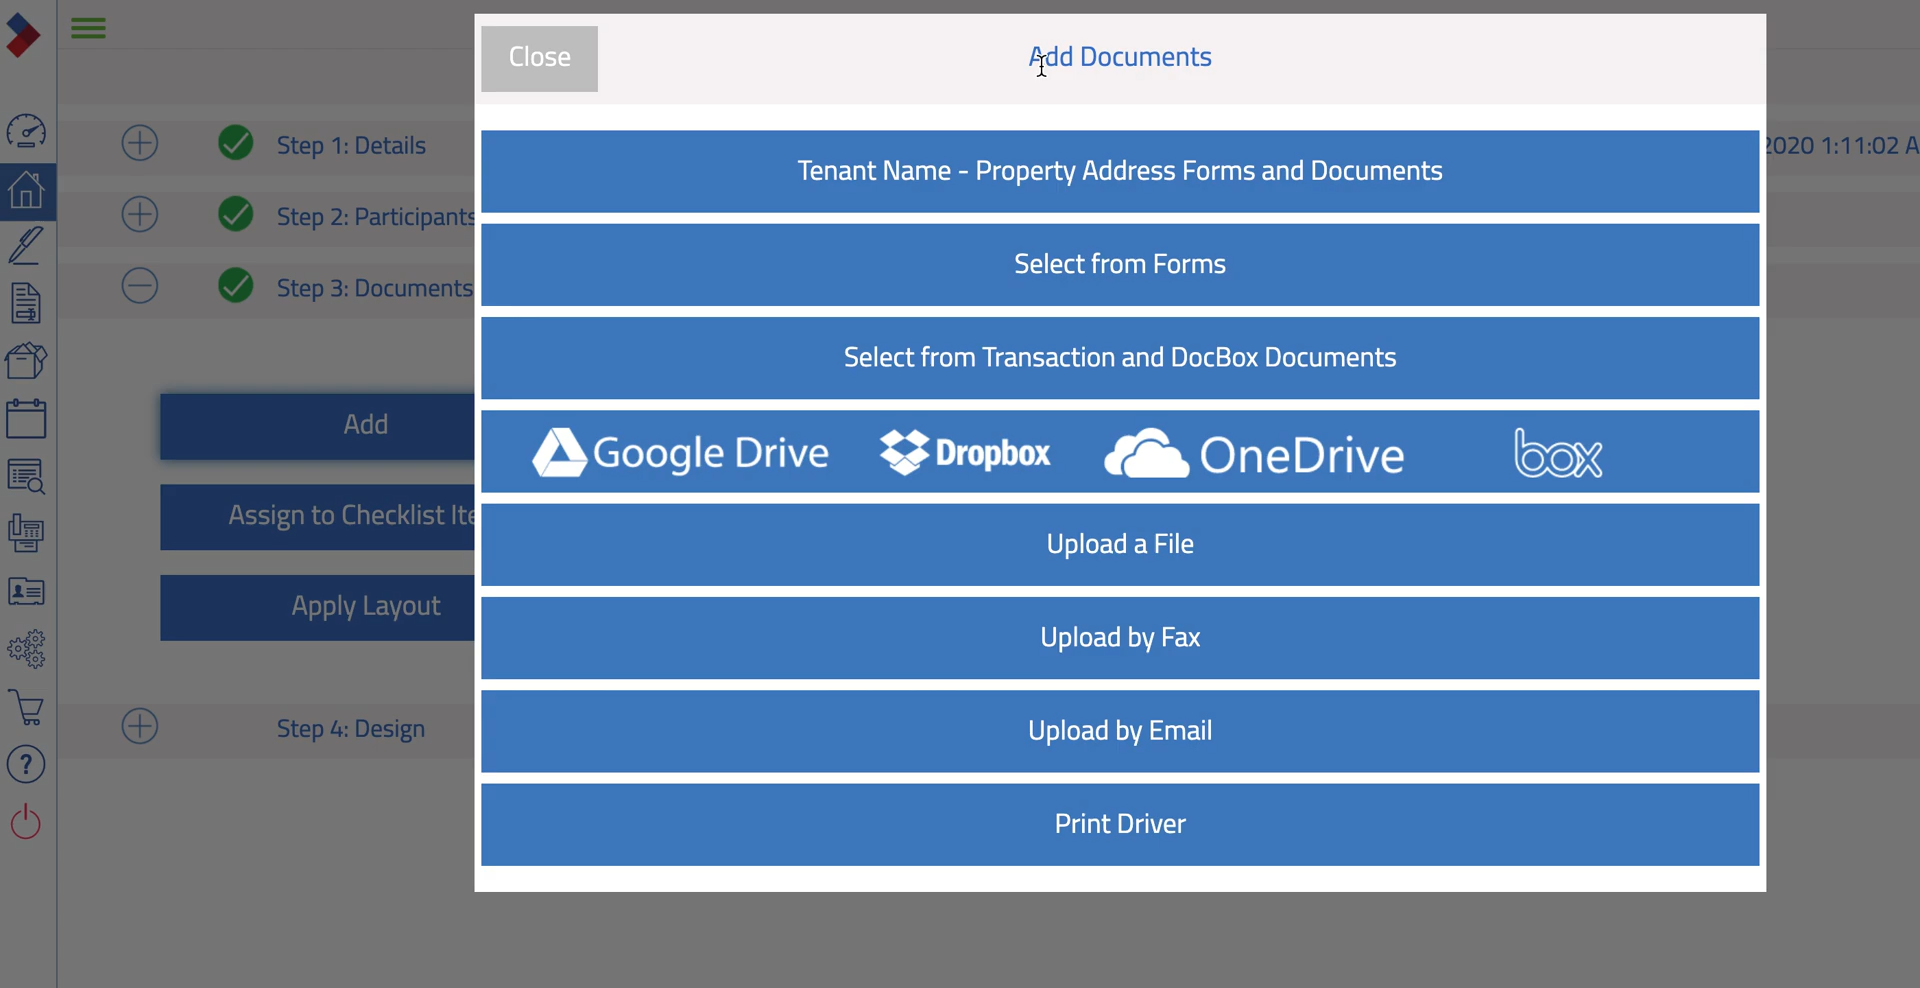 Close
Add Documents
Tenant Name - Property Address Forms and Documents
Select from Forms
Select from Transaction and DocBox Documents
Google Drive Dropbox OneDrive box
Upload a File
Upload by Fax
Upload by Email
Print Driver
Step 1: Details
2020 1:11:02 A
Step 2: Participants
Step 3: Documents
Add
Assign to Checklist Ite
Apply Layout
Step 4: Design
?